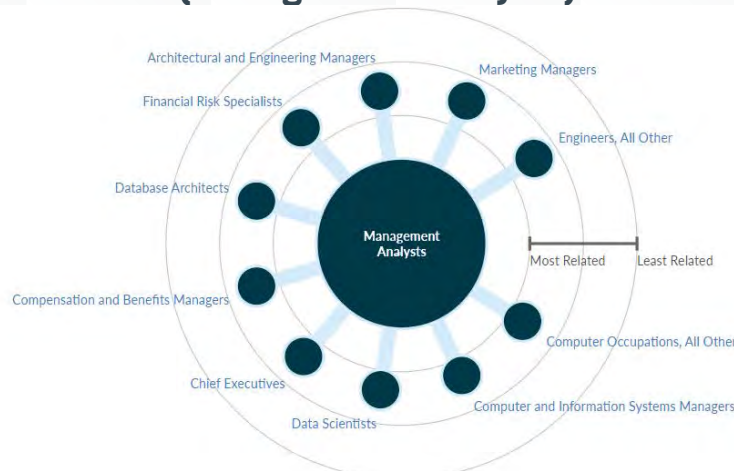 Architectural and Engineering Managers
Marketing Managers
Financial Risk Specialists
Engineers, All Other
Database Architects
Management
Analysts
Most Related
Least Related
Compensation and Benefits Managers
Computer Occupations, All Other
Chief Executives
Computer and Information Systems Managers
Data Scientists